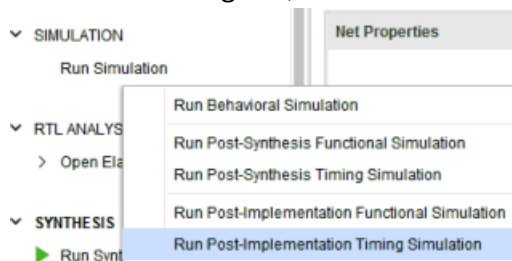 SIMULATION
Net Properties
Run Simulation
Run Behavioral Simulation
RTL ANALYS
Run Post-Synthesis Functional Simulation
Open Ela
Run Post-Synthesis Timing Simulation
Run Post-Implementation Functional Simulation
SYNTHESIS
Run Post-Implementation Timing Simulation
Run Synt